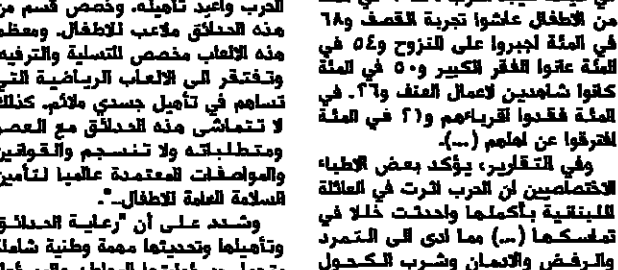 من الاطفال عاشوا تجربة القصف و٦٨
في المئة اجبروا على النزوح و٥٤ في
المئة عانوا الفقر الكبير و٥٠ في المئة
كانوا شاهدين لاعمال العنف و٢٦ في
المئة فقدوا اقرباءهم و٢١ في المئة
افترقوا عن اهلهم (...).
وفي التقارير، يؤكد بعض الاطباء
الاختصاصيين ان الحرب اثرت في العائلة
اللبنانية بأكملها واحدثت خللا في
تماسكها (...) مما ادى الى التمرد
والرفض والادمان وشرب الكحول
الحرب واعيد تأهيله. وخصص قسم من
هذه الحدائق ملاعب للاطفال. ومعظم
هذه الالعاب مخصص للتسلية والترفيه
وتفتقر الى الالعاب الرياضية التي
تساهم في تأهيل جسدي ملائم. كذلك
لا تتماشى هذه الحدائق مع العصر
ومتطلباته ولا تنسجم والقوانين
والمواصفات المعتمدة عالميا لتأمين
السلامة العامة للاطفال..".
وشدد على أن "رعاية الحدائق
وتأهيلها وتحديثها مهمة وطنية شاملة